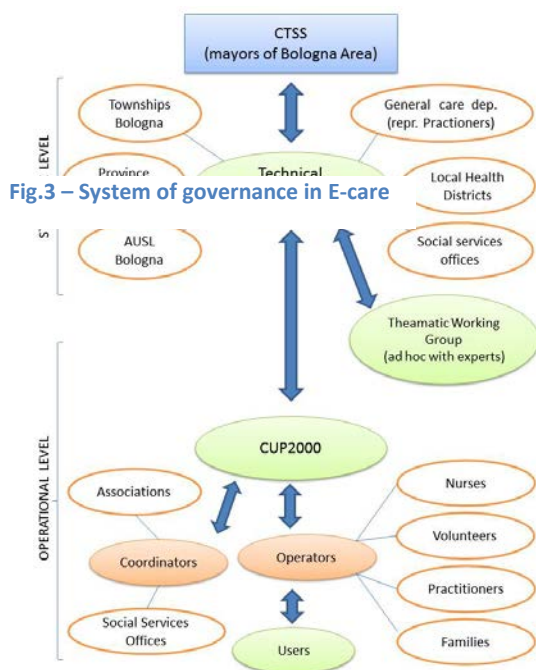 CTSS
(mayors of Bologna Area)
Townships
Bologna
General care dep.
(repr. Practioners)
LEVEL
Province
Technical
Local Health
Districts
Fig.3 – System of governance in E-care
S
AUSL
Bologna
Social services
offices
Theamatic Working
Group
(ad hoc with experts)
OPERATIONAL LEVEL
CUP2000
Associations
Nurses
Coordinators
Operators
Volunteers
Practitioners
Social Services
Offices
Users
Families